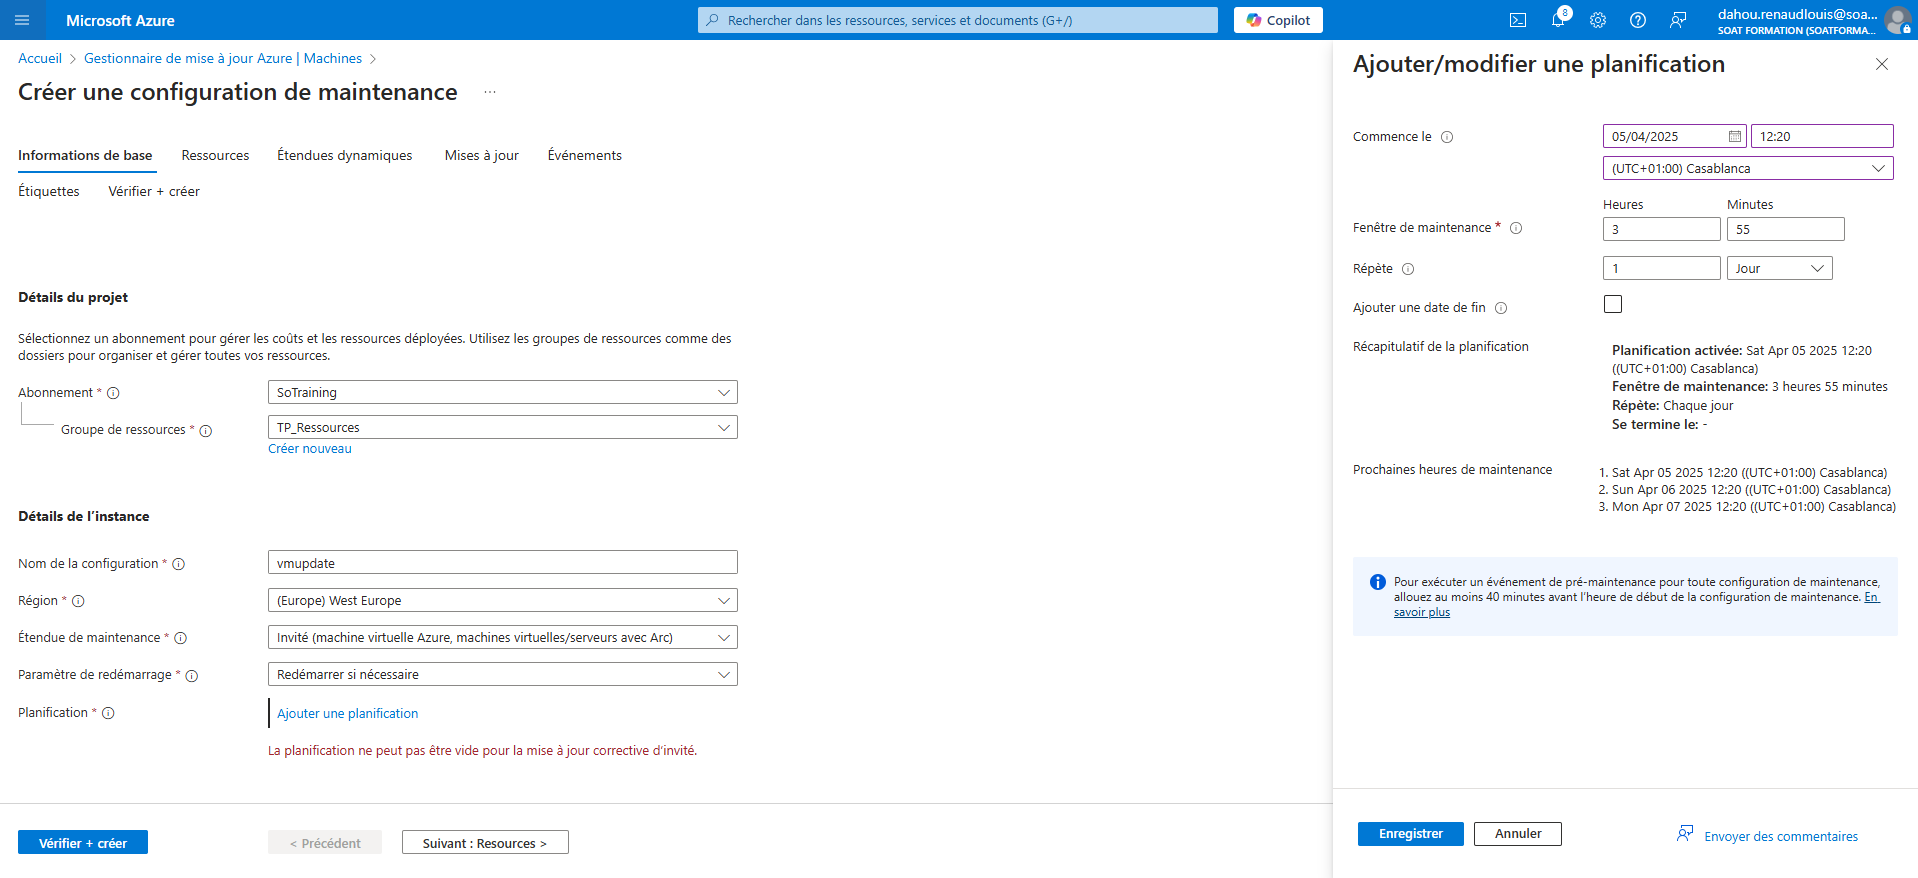 Microsoft Azure
Rechercher dans les ressources, services et documents (G+/)
Copilot
8
dahou.renaudlouis@soa...
SOAT FORMATION (SOATFORMA...
Accueil > Gestionnaire de mise à jour Azure | Machines >
Créer une configuration de maintenance ...
Informations de base
Ressources
Étendues dynamiques
Mises à jour
Événements
Étiquettes
Vérifier + créer
Détails du projet
Sélectionnez un abonnement pour gérer les coûts et les ressources déployées. Utilisez les groupes de ressources comme des
dossiers pour organiser et gérer toutes vos ressources.
Abonnement *
SoTraining
Groupe de ressources *
TP_Ressources
Créer nouveau
Détails de l’instance
Nom de la configuration *
vmupdate
Région *
(Europe) West Europe
Étendue de maintenance *
Invité (machine virtuelle Azure, machines virtuelles/serveurs avec Arc)
Paramètre de redémarrage *
Redémarrer si nécessaire
Planification *
Ajouter une planification
La planification ne peut pas être vide pour la mise à jour corrective d’invité.
Vérifier + créer
< Précédent
Suivant : Resources >
Ajouter/modifier une planification
Commence le
05/04/2025
12:20
(UTC+01:00) Casablanca
Heures
Minutes
Fenêtre de maintenance *
3
55
Répète
1
Jour
Ajouter une date de fin
Récapitulatif de la planification
Planification activée: Sat Apr 05 2025 12:20
((UTC+01:00) Casablanca)
Fenêtre de maintenance: 3 heures 55 minutes
Répète: Chaque jour
Se termine le: -
Prochaines heures de maintenance
1. Sat Apr 05 2025 12:20 ((UTC+01:00) Casablanca)
2. Sun Apr 06 2025 12:20 ((UTC+01:00) Casablanca)
3. Mon Apr 07 2025 12:20 ((UTC+01:00) Casablanca)
Pour exécuter un événement de pré-maintenance pour toute configuration de maintenance,
allouez au moins 40 minutes avant l’heure de début de la configuration de maintenance. En
savoir plus
Enregistrer
Annuler
Envoyer des commentaires